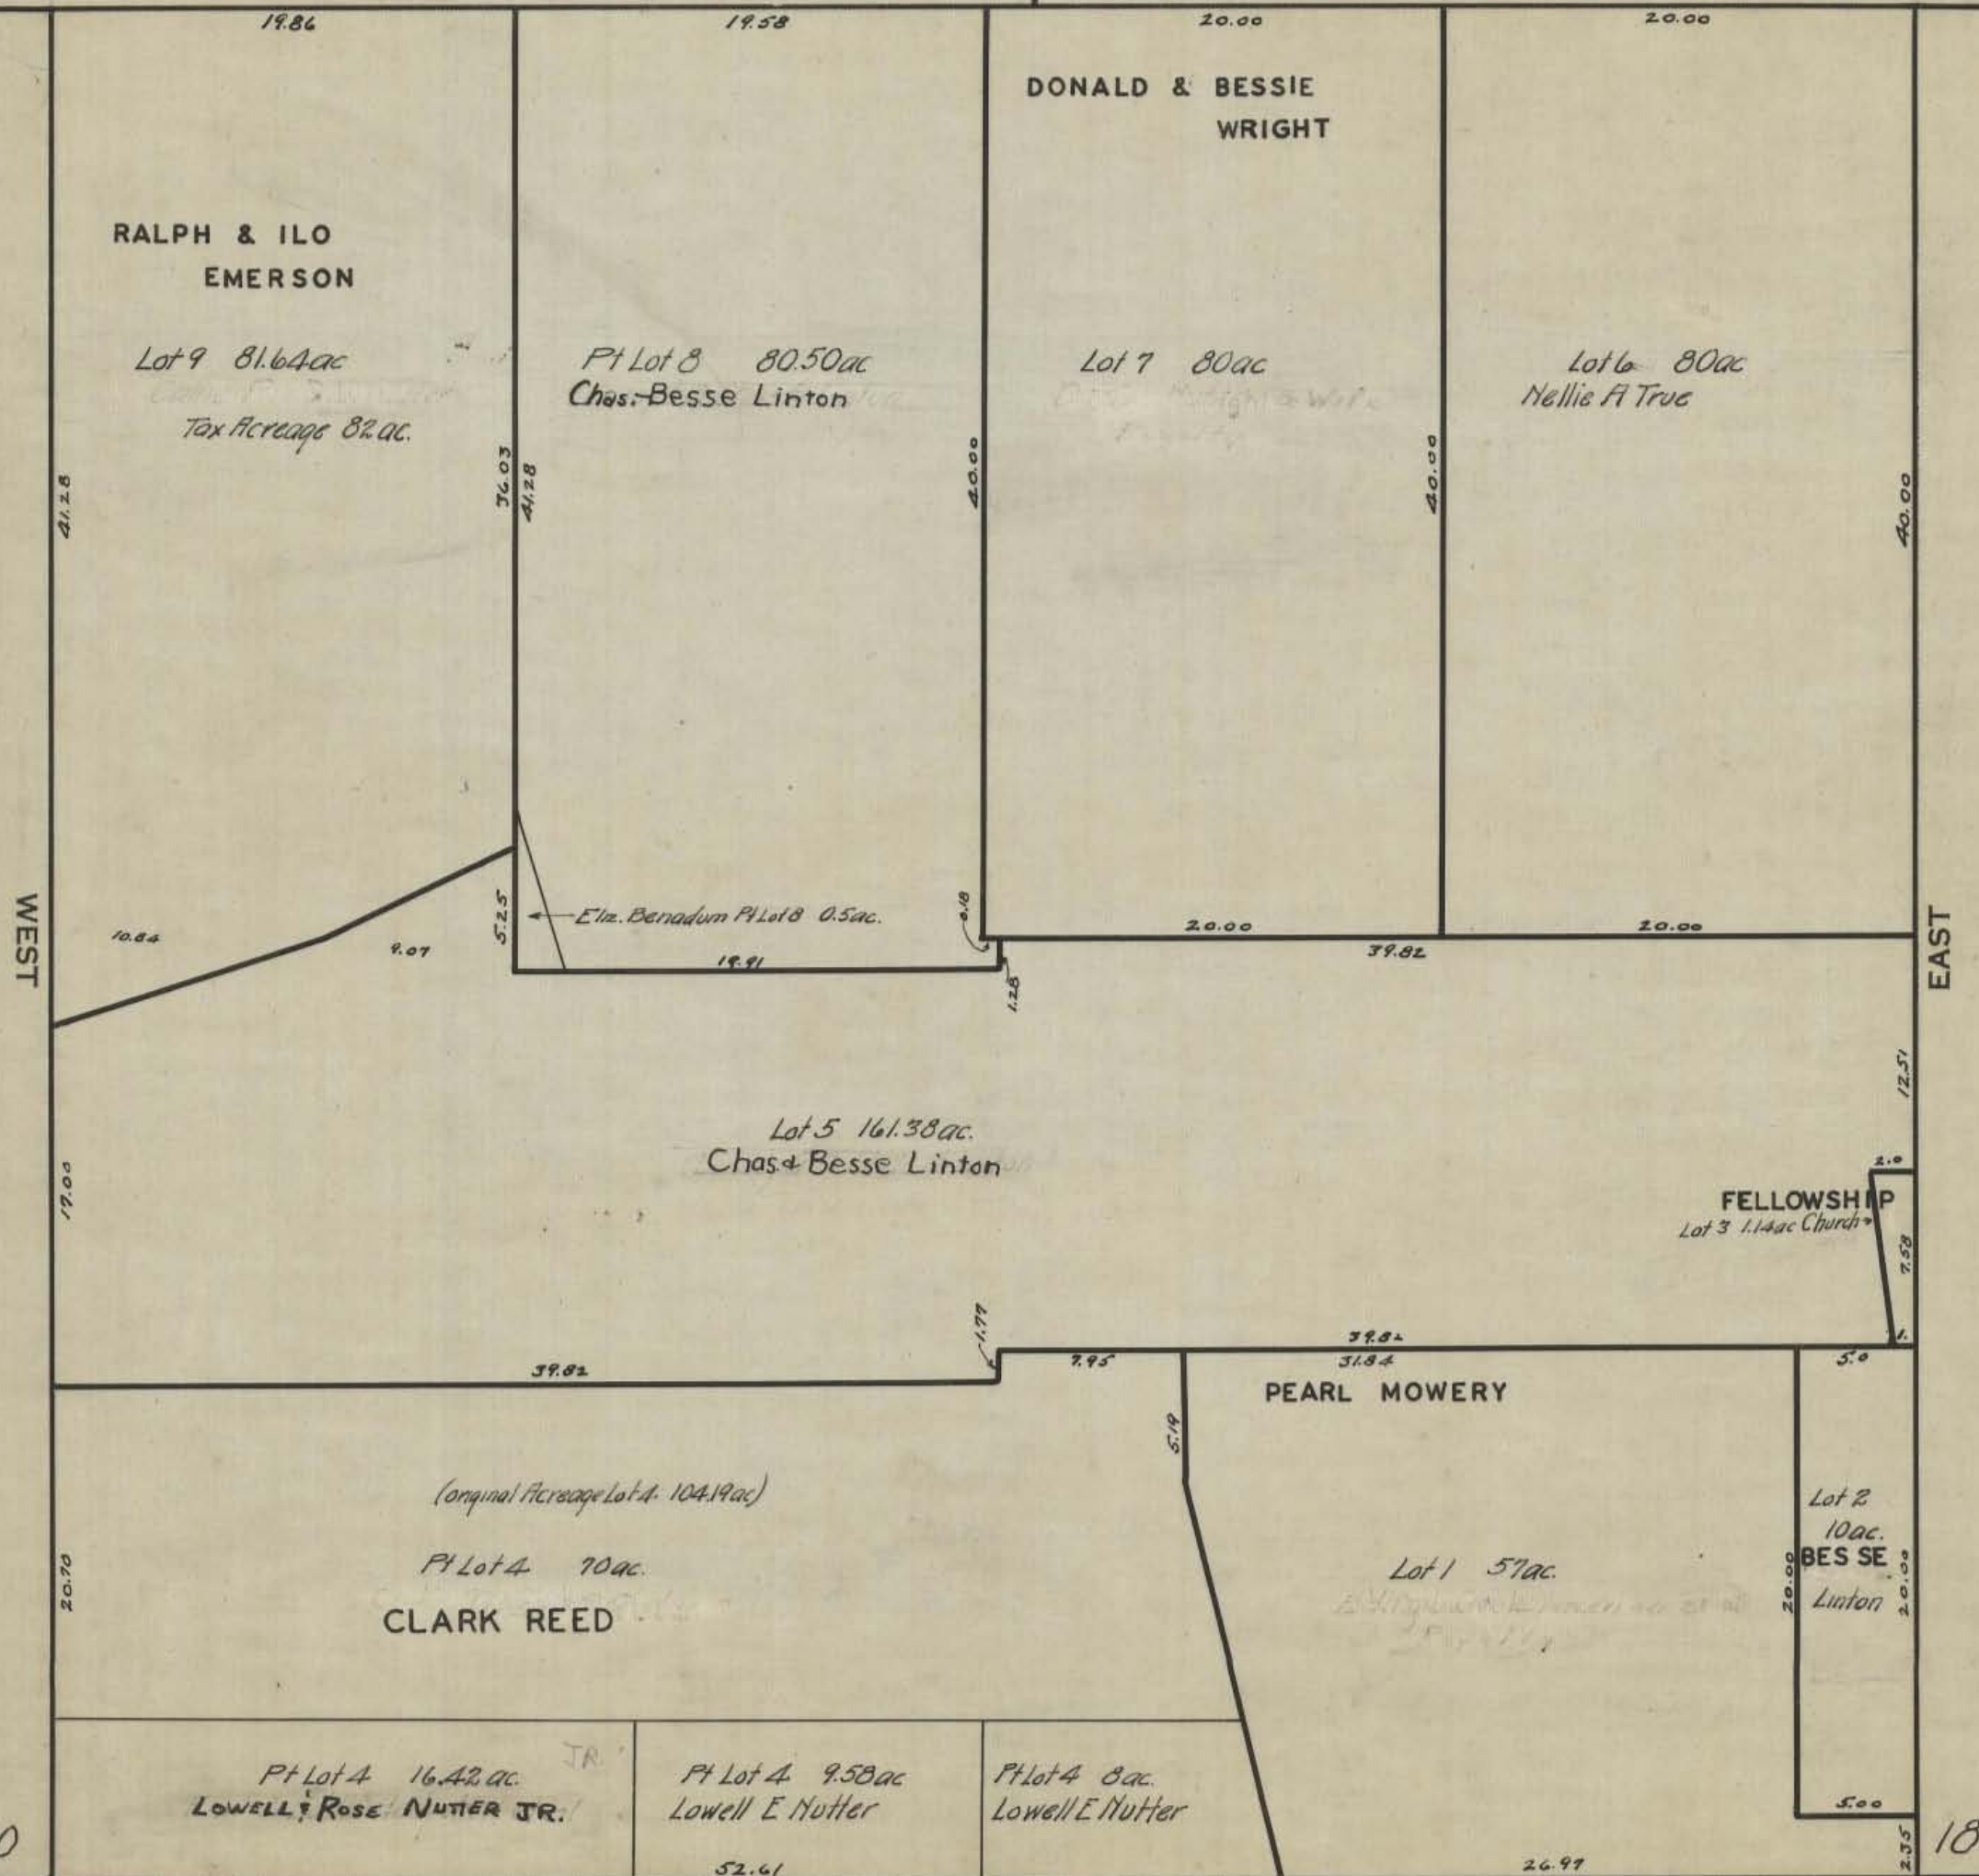 19.86
19.58
20.00
20.00
DONALD & BESSIE
WRIGHT
RALPH & ILO
EMERSON
Lot 9 81.64ac
Tax Acreage 82 ac.
Pt Lot 8 80.50ac
Chas.-Besse Linton
Lot 7 80ac
Lot 6 80ac
Nellie A True
41.28
36.03
41.28
40.00
40.00
40.00
WEST
EAST
10.84
9.07
5.25
Eliz. Benadum Pt Lot 8 0.5ac.
19.91
0.18
1.28
20.00
20.00
39.82
12.51
Lot 5 161.38ac.
Chas & Besse Linton
17.00
2.0
FELLOWSHIP
Lot 3 1.14ac Church
7.58
1.77
39.82
39.82
1.
7.95
31.84
5.0
PEARL MOWERY
5.19
(original Acreage Lot 4. 104.19ac)
Pt Lot 4 70ac.
CLARK REED
20.70
Lot 1 57ac.
Lot 2
10ac.
BESSE
Linton
20.00
20.00
JR.
Pt Lot 4 16.42 ac.
LOWELL & ROSE NUTTER JR.
Pt Lot 4 9.58ac
Lowell E Nutter
Pt Lot 4 8ac.
Lowell E Nutter
5.00
2.35
18
52.61
26.97